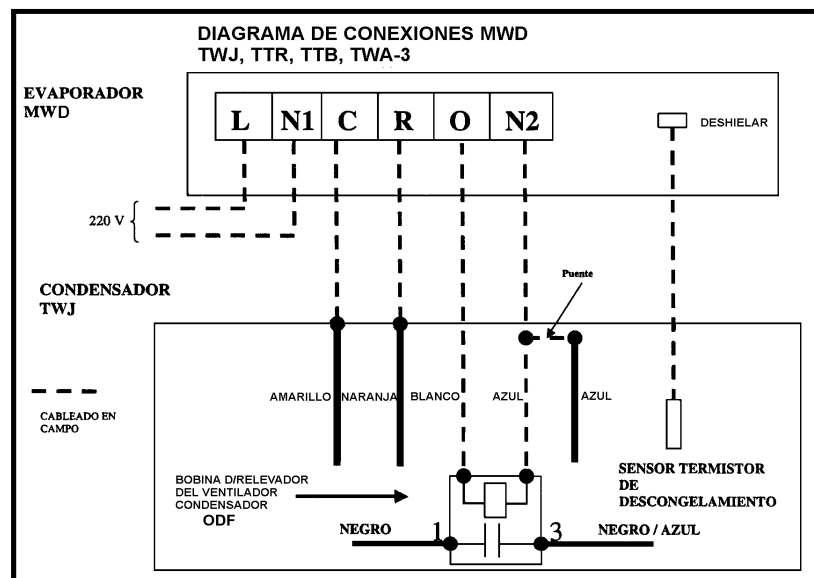 DIAGRAMA DE CONEXIONES MWD
TWJ, TTR, TTB, TWA-3
EVAPORADOR
MWD
L N1 C R O N2
DESHIELAR
220 V
Puente
CONDENSADOR
TWJ
AMARILLO NARANJA BLANCO AZUL AZUL
CABLEADO EN
CAMPO
SENSOR TERMISTOR
DE
DESCONGELAMIENTO
BOBINA D/RELEVADOR
DEL VENTILADOR
CONDENSADOR
ODF
NEGRO 1 3 NEGRO / AZUL